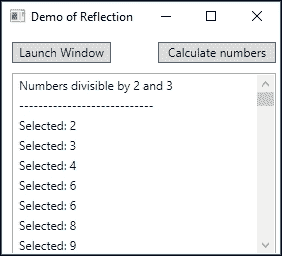 Demo of Reflection
Launch Window Calculate numbers
Numbers divisible by 2 and 3
----------------------------
Selected: 2
Selected: 3
Selected: 4
Selected: 6
Selected: 6
Selected: 8
Selected: 9